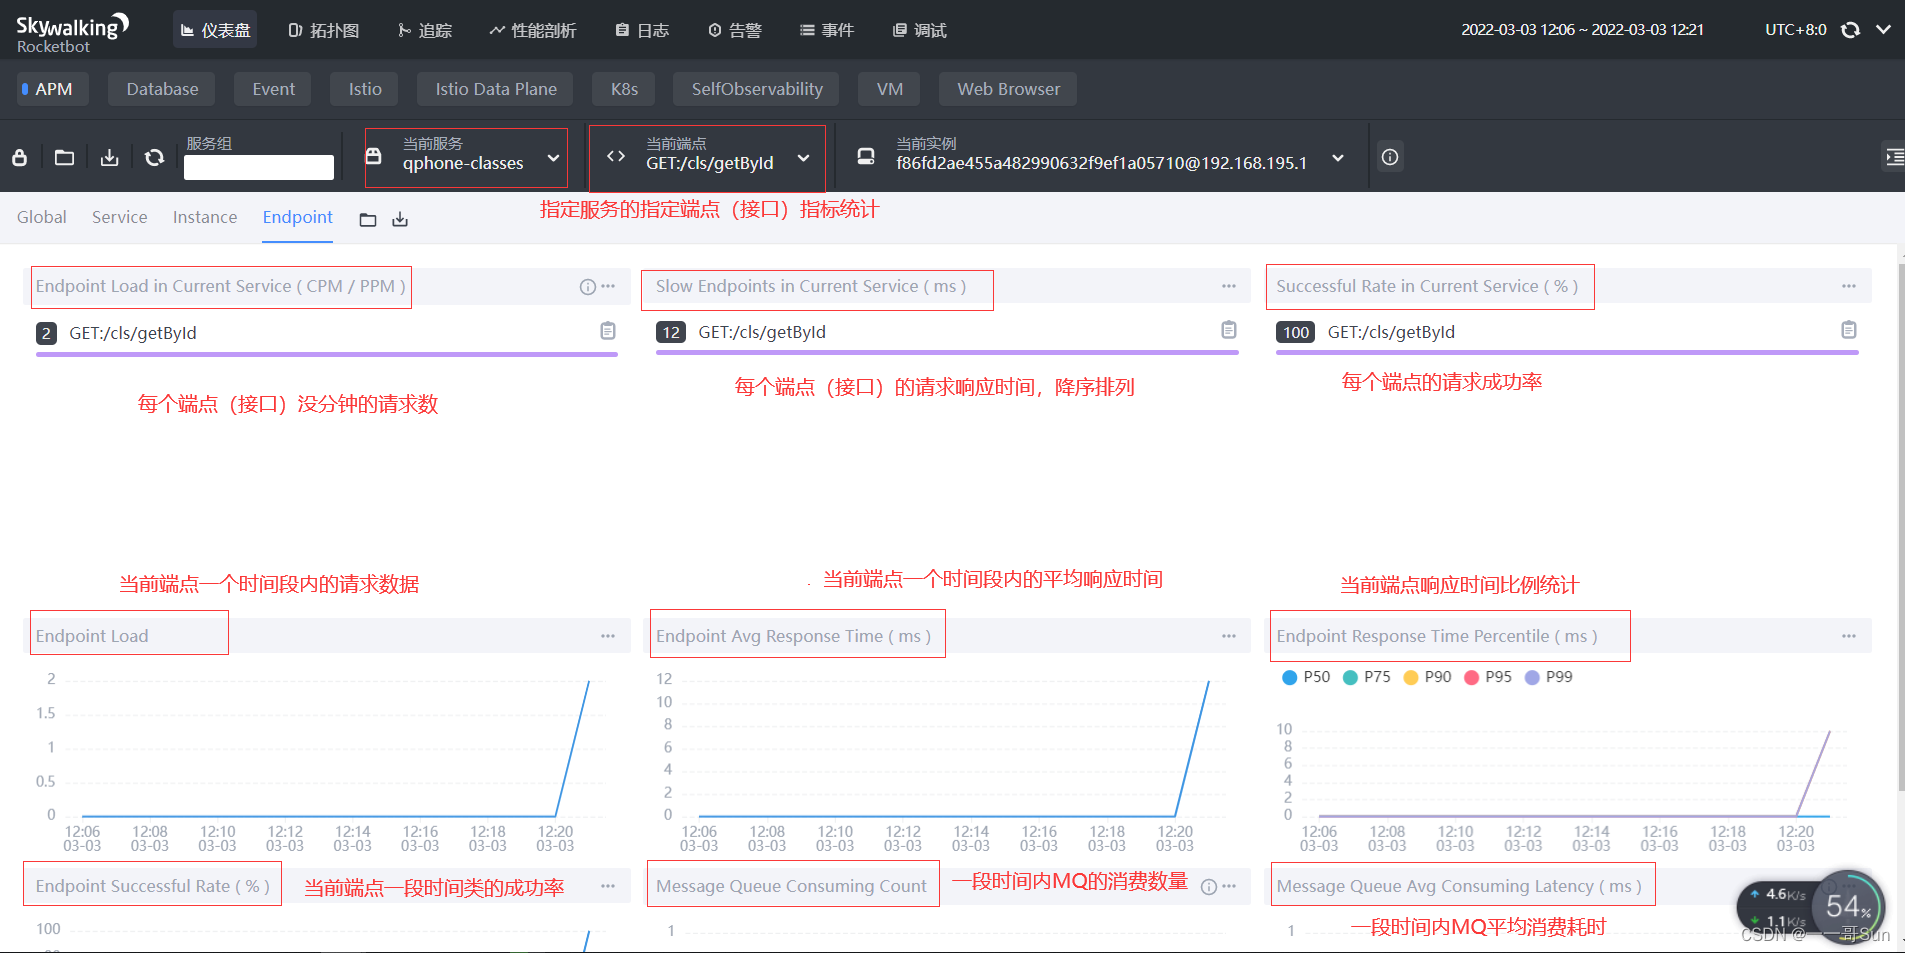 Skywalking
Rocketbot
仪表盘
拓扑图
追踪
性能剖析
日志
告警
事件
调试
2022-03-03 12:06 ~ 2022-03-03 12:21
UTC+8:0
APM
Database
Event
Istio
Istio Data Plane
K8s
SelfObservability
VM
Web Browser
服务组
当前服务
qphone-classes
当前端点
GET:/cls/getById
当前实例
f86fd2ae455a482990632f9ef1a05710@192.168.195.1
Global
Service
Instance
Endpoint
指定服务的指定端点（接口）指标统计
Endpoint Load in Current Service ( CPM / PPM )
Slow Endpoints in Current Service ( ms )
Successful Rate in Current Service ( % )
2 GET:/cls/getById
12 GET:/cls/getById
100 GET:/cls/getById
每个端点（接口）没分钟的请求数
每个端点（接口）的请求响应时间，降序排列
每个端点的请求成功率
当前端点一个时间段内的请求数据
. 当前端点一个时间段内的平均响应时间
当前端点响应时间比例统计
Endpoint Load
Endpoint Avg Response Time ( ms )
Endpoint Response Time Percentile ( ms )
P50 P75 P90 P95 P99
2
1.5
1
0.5
0
12:06 12:08 12:10 12:12 12:14 12:16 12:18 12:20
03-03 03-03 03-03 03-03 03-03 03-03 03-03 03-03
12
10
8
6
4
2
0
12:06 12:08 12:10 12:12 12:14 12:16 12:18 12:20
03-03 03-03 03-03 03-03 03-03 03-03 03-03 03-03
10
8
6
4
2
0
12:06 12:08 12:10 12:12 12:14 12:16 12:18 12:20
03-03 03-03 03-03 03-03 03-03 03-03 03-03 03-03
Endpoint Successful Rate ( % )
当前端点一段时间类的成功率
Message Queue Consuming Count
一段时间内MQ的消费数量
Message Queue Avg Consuming Latency ( ms )
一段时间内MQ平均消费耗时
100
1
1
4.6K/s
1.1K/s
54%
CSDN @一一哥Sun